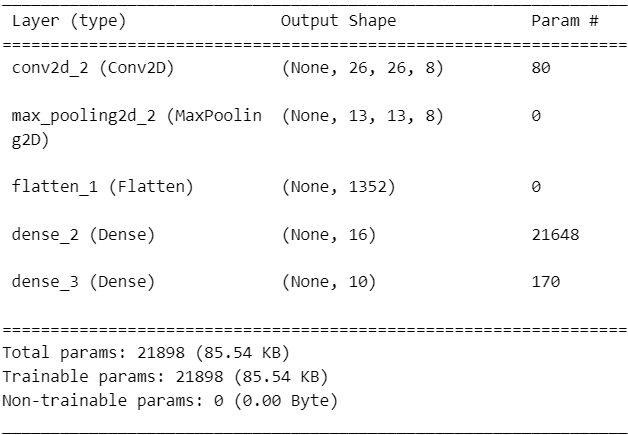 Layer (type) Output Shape Param #
=================================================================
conv2d_2 (Conv2D) (None, 26, 26, 8) 80
max_pooling2d_2 (MaxPoolin (None, 13, 13, 8) 0
g2D)
flatten_1 (Flatten) (None, 1352) 0
dense_2 (Dense) (None, 16) 21648
dense_3 (Dense) (None, 10) 170
=================================================================
Total params: 21898 (85.54 KB)
Trainable params: 21898 (85.54 KB)
Non-trainable params: 0 (0.00 Byte)